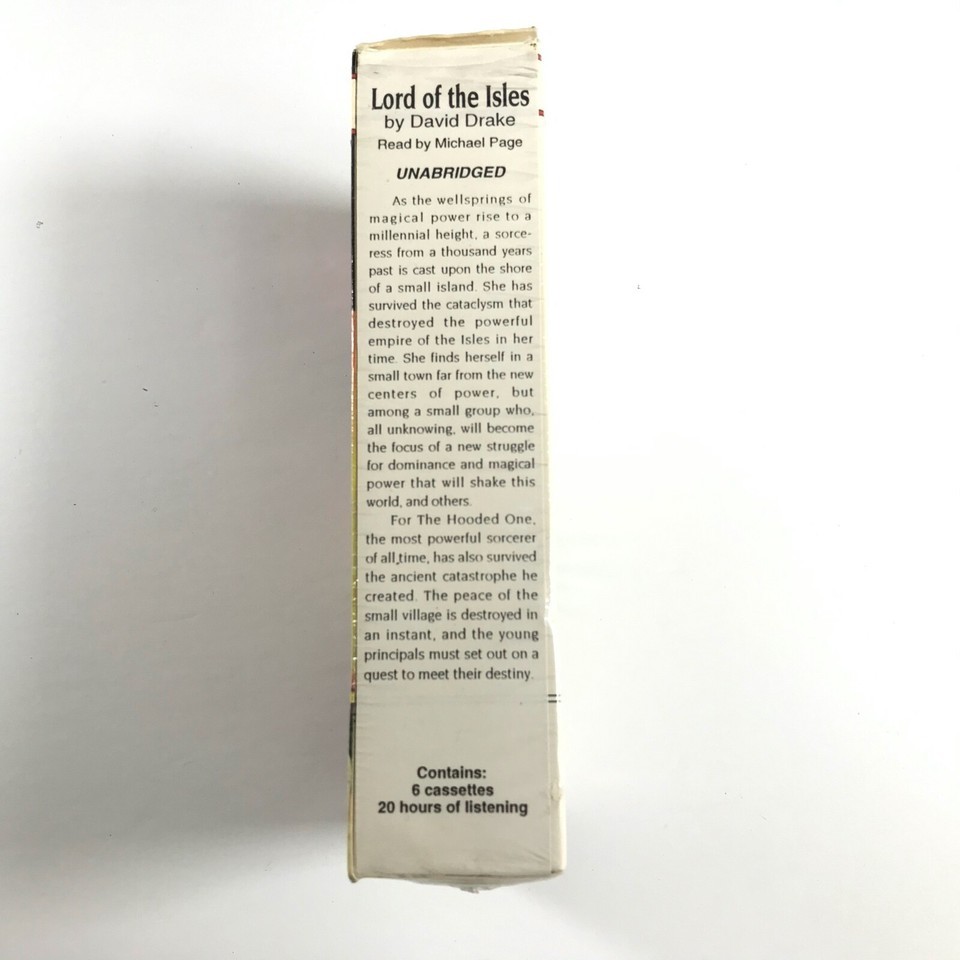 Lord of the Isles
by David Drake
Read by Michael Page
UNABRIDGED
As the wellsprings of
magical power rise to a
millennial height, a sorce-
ress from a thousand years
past is cast upon the shore
of a small island. She has
survived the cataclysm that
destroyed the powerful
empire of the Isles in her
time. She finds herself in a
small town far from the new
centers of power, but
among a small group who,
all unknowing, will become
the focus of a new struggle
for dominance and magical
power that will shake this
world, and others.
For The Hooded One,
the most powerful sorcerer
of all time, has also survived
the ancient catastrophe he
created. The peace of the
small village is destroyed in
an instant, and the young
principals must set out on a
quest to meet their destiny.
Contains:
6 cassettes
20 hours of listening